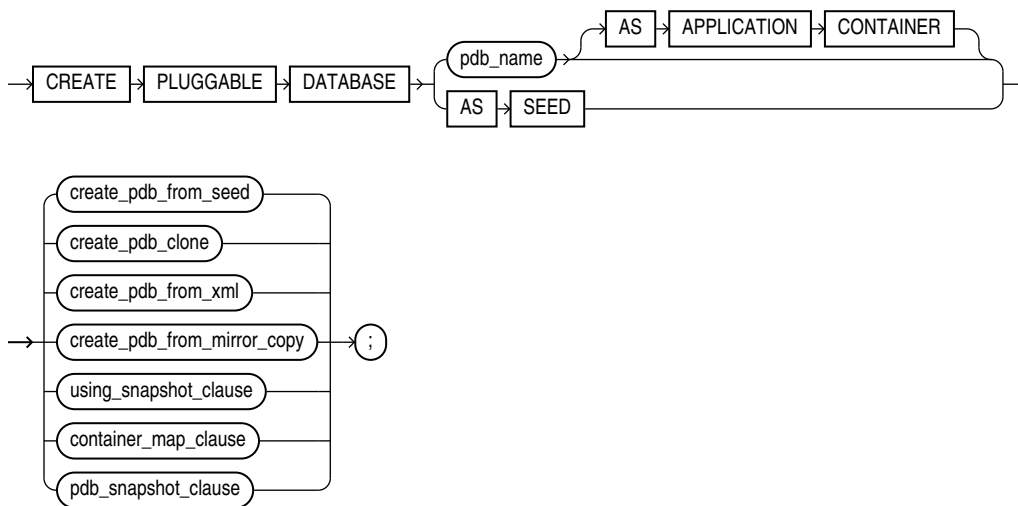 AS APPLICATION CONTAINER
pdb_name
CREATE PLUGGABLE DATABASE
AS SEED
create_pdb_from_seed
create_pdb_clone
create_pdb_from_xml
create_pdb_from_mirror_copy ;
using_snapshot_clause
container_map_clause
pdb_snapshot_clause